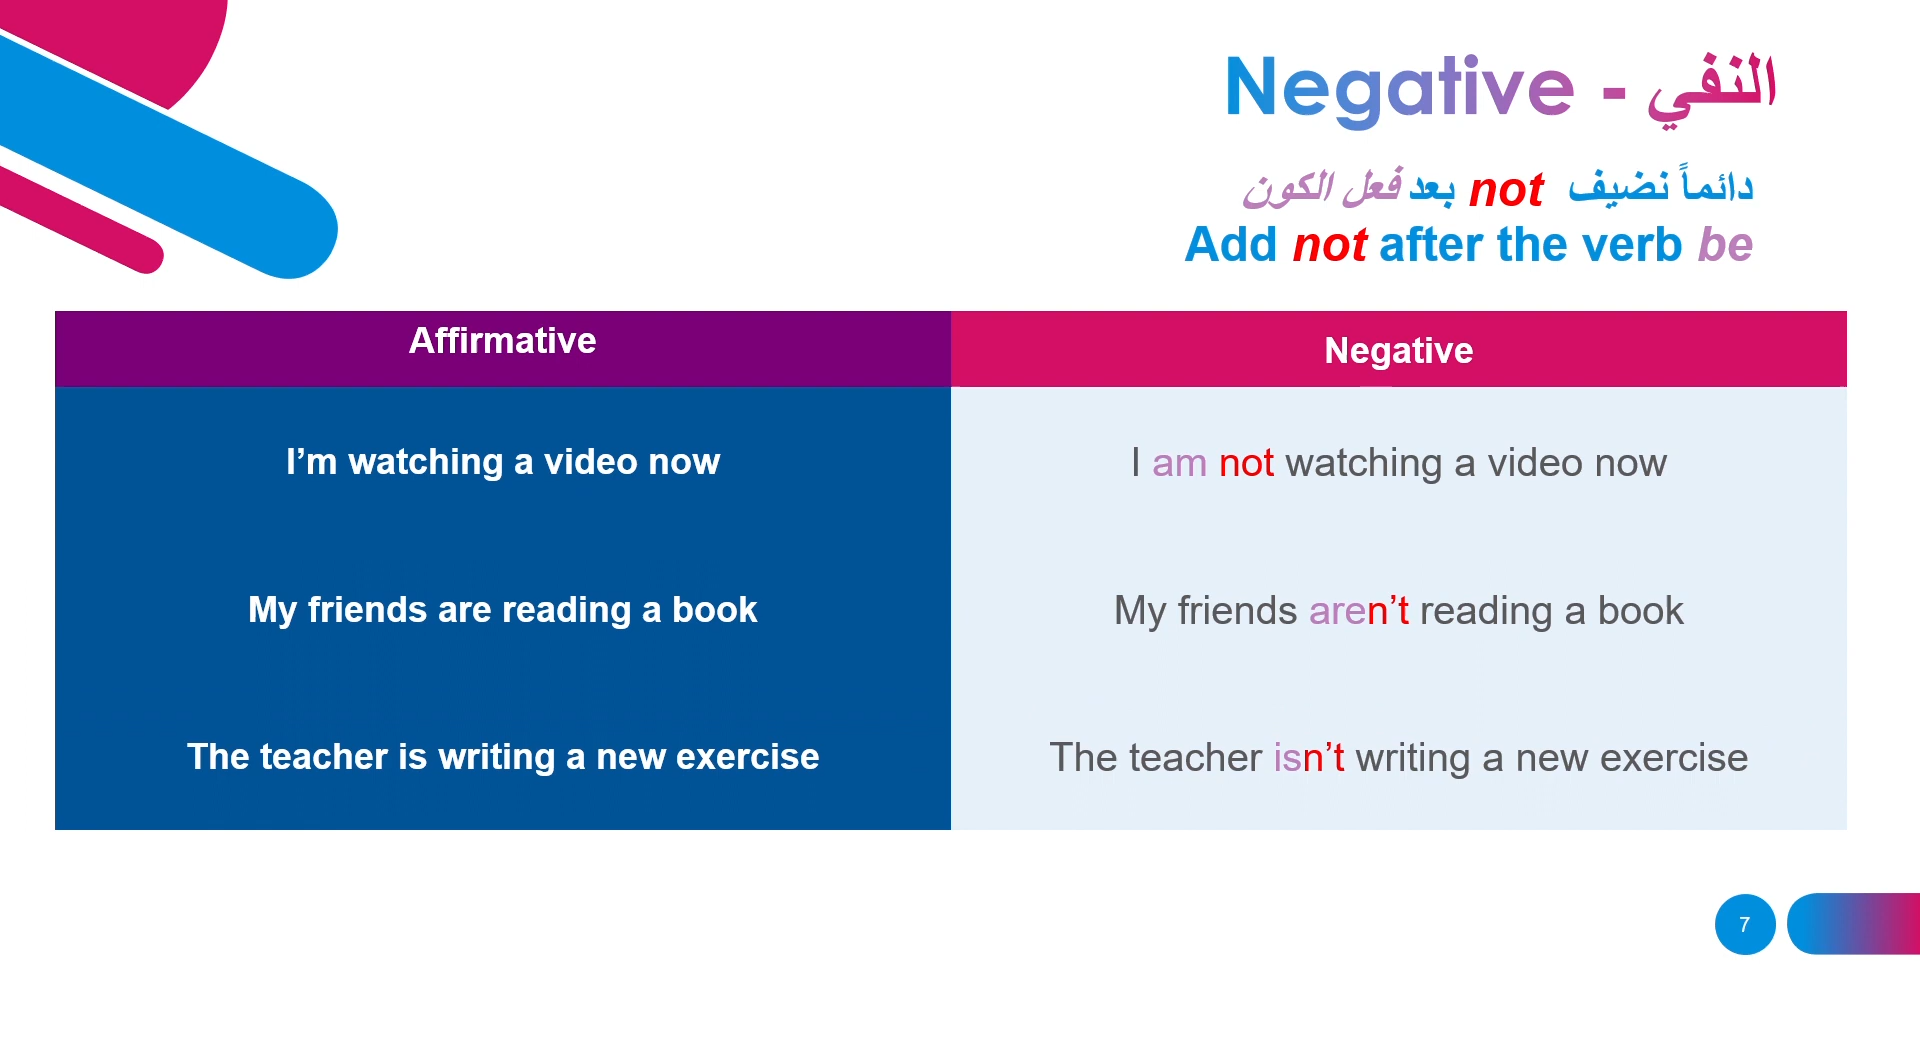 Negative - النفي
دائماً نضيف not بعد فعل الكون
Add not after the verb be
Affirmative
Negative
I’m watching a video now
I am not watching a video now
My friends are reading a book
My friends aren’t reading a book
The teacher is writing a new exercise
The teacher isn’t writing a new exercise
7